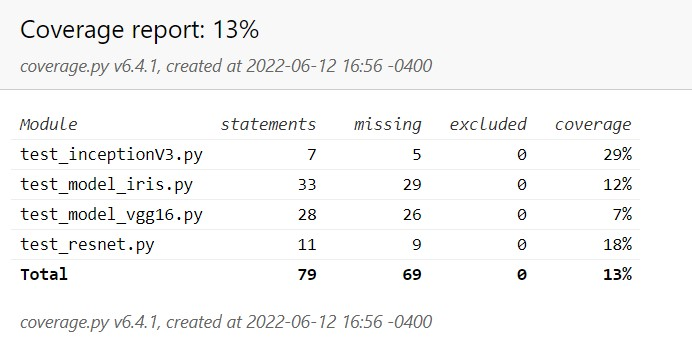 Coverage report: 13%
coverage.py v6.4.1, created at 2022-06-12 16:56 -0400
Module statements missing excluded coverage
test_inceptionV3.py 7 5 0 29%
test_model_iris.py 33 29 0 12%
test_model_vgg16.py 28 26 0 7%
test_resnet.py 11 9 0 18%
Total 79 69 0 13%
coverage.py v6.4.1, created at 2022-06-12 16:56 -0400